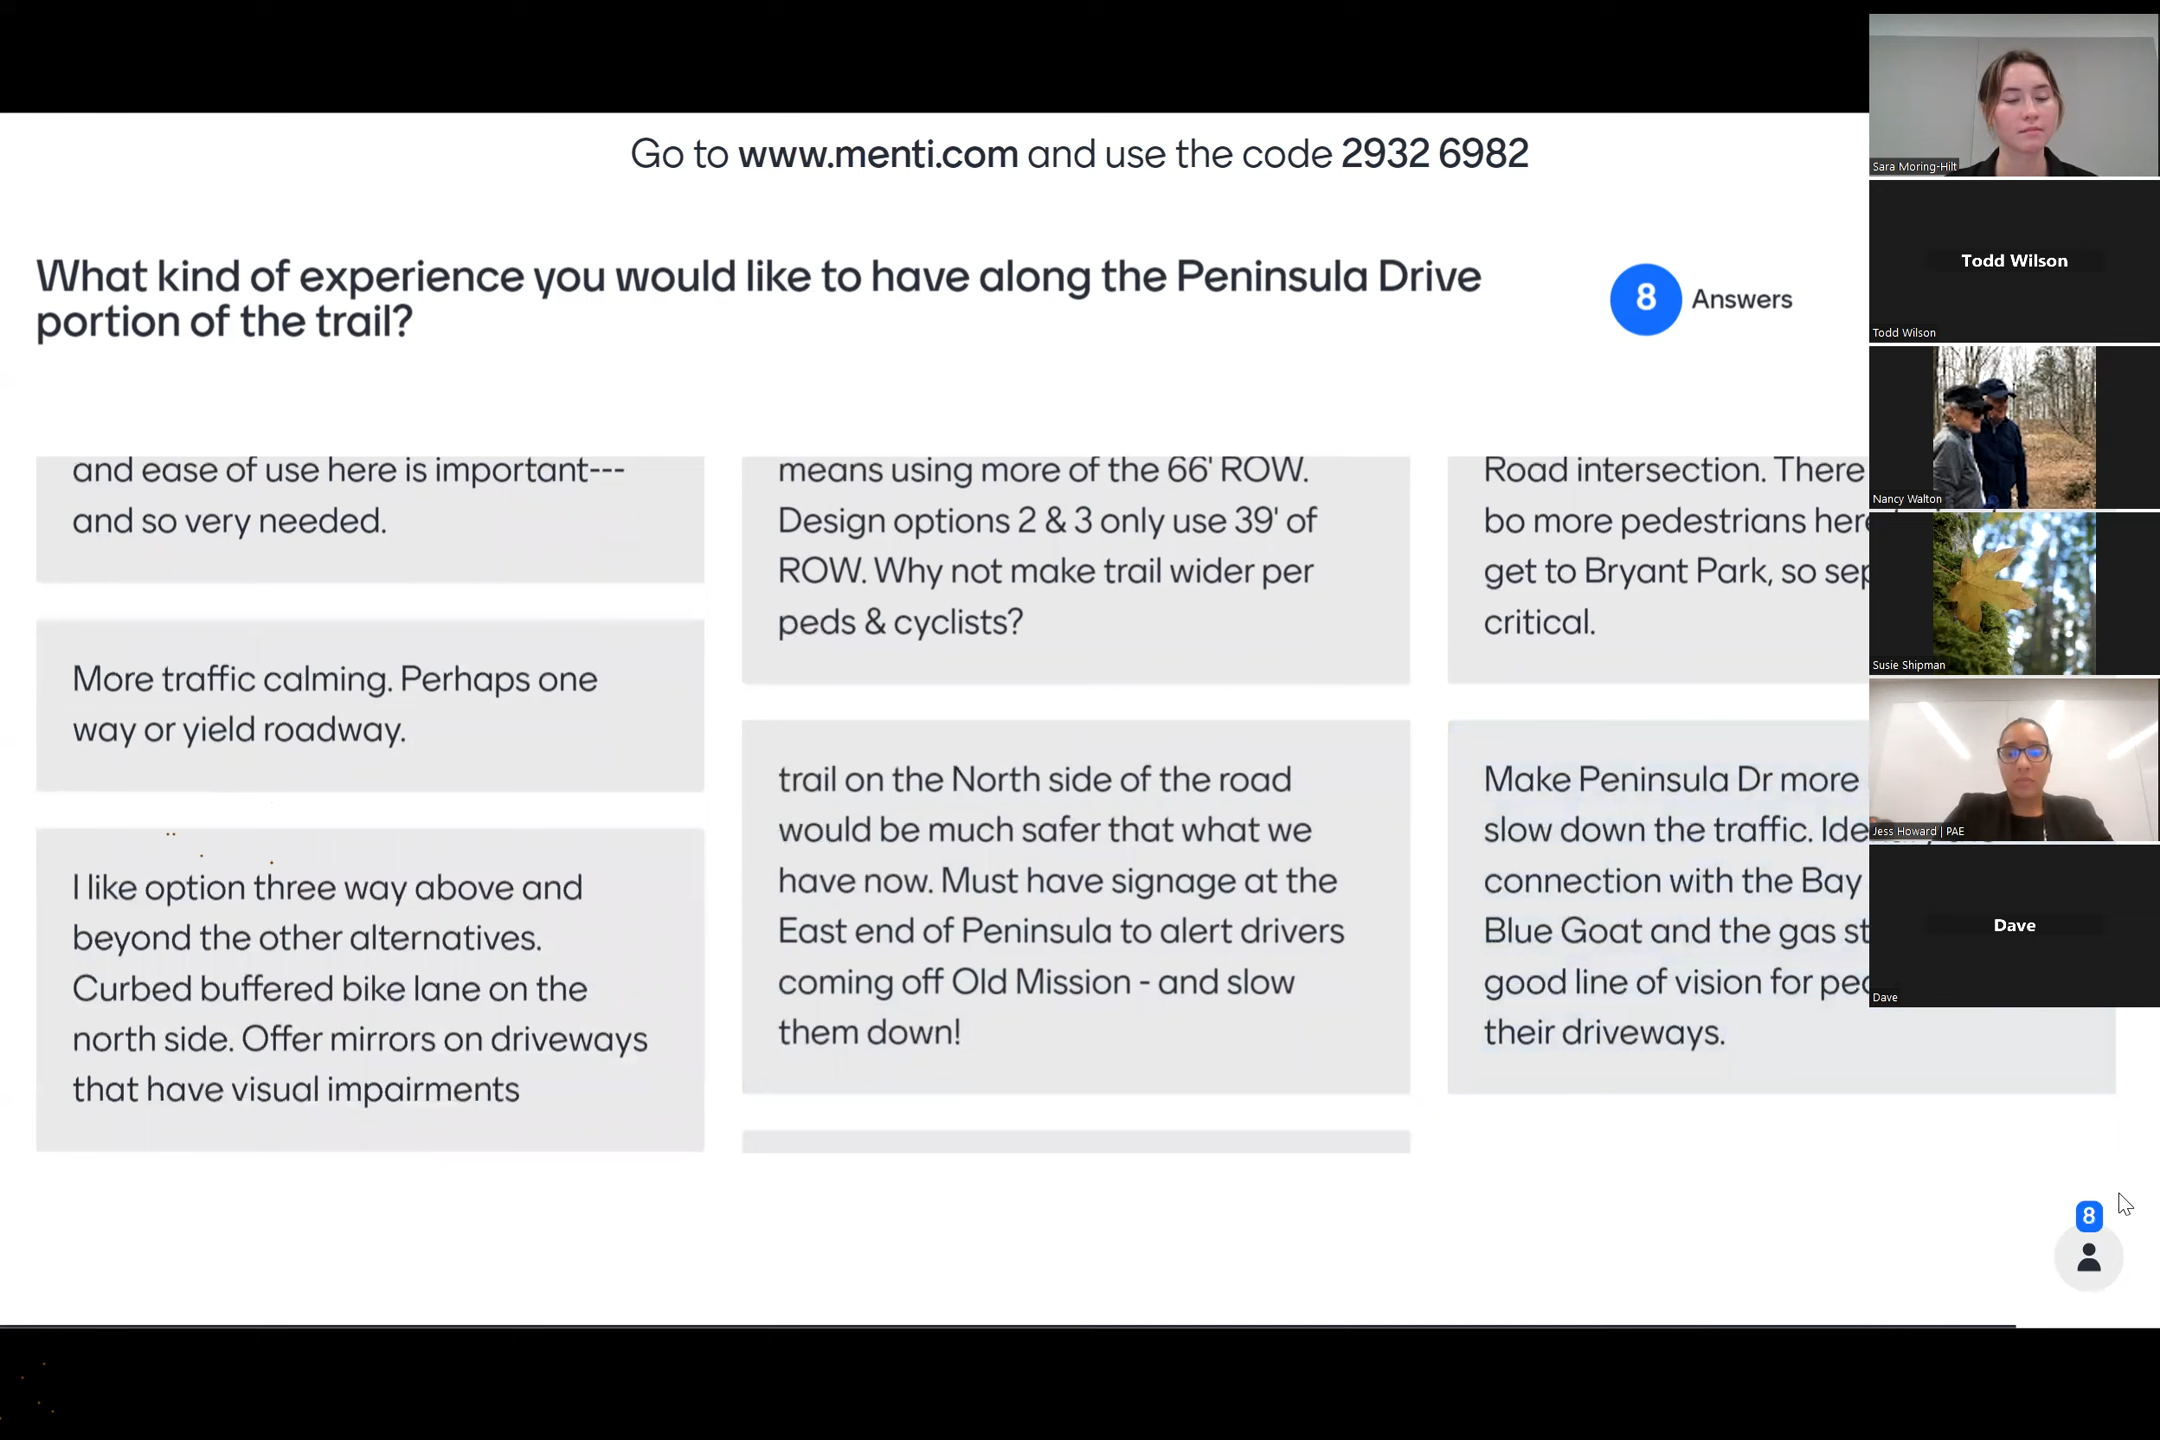 Go to www.menti.com and use the code 2932 6982
What kind of experience you would like to have along the Peninsula Drive
portion of the trail?
8 Answers
and ease of use here is important---
and so very needed.
More traffic calming. Perhaps one
way or yield roadway.
I like option three way above and
beyond the other alternatives.
Curbed buffered bike lane on the
north side. Offer mirrors on driveways
that have visual impairments
means using more of the 66' ROW.
Design options 2 & 3 only use 39' of
ROW. Why not make trail wider per
peds & cyclists?
trail on the North side of the road
would be much safer that what we
have now. Must have signage at the
East end of Peninsula to alert drivers
coming off Old Mission - and slow
them down!
Road intersection. There
bo more pedestrians here
get to Bryant Park, so
critical.
Make Peninsula Dr more
slow down the traffic.
connection with the Bay
Blue Goat and the gas
good line of vision for
their driveways.
8
Sara Moring-Hilt
Todd Wilson
Todd Wilson
Nancy Walton
Susie Shipman
Jess Howard | PAE
Dave
Dave